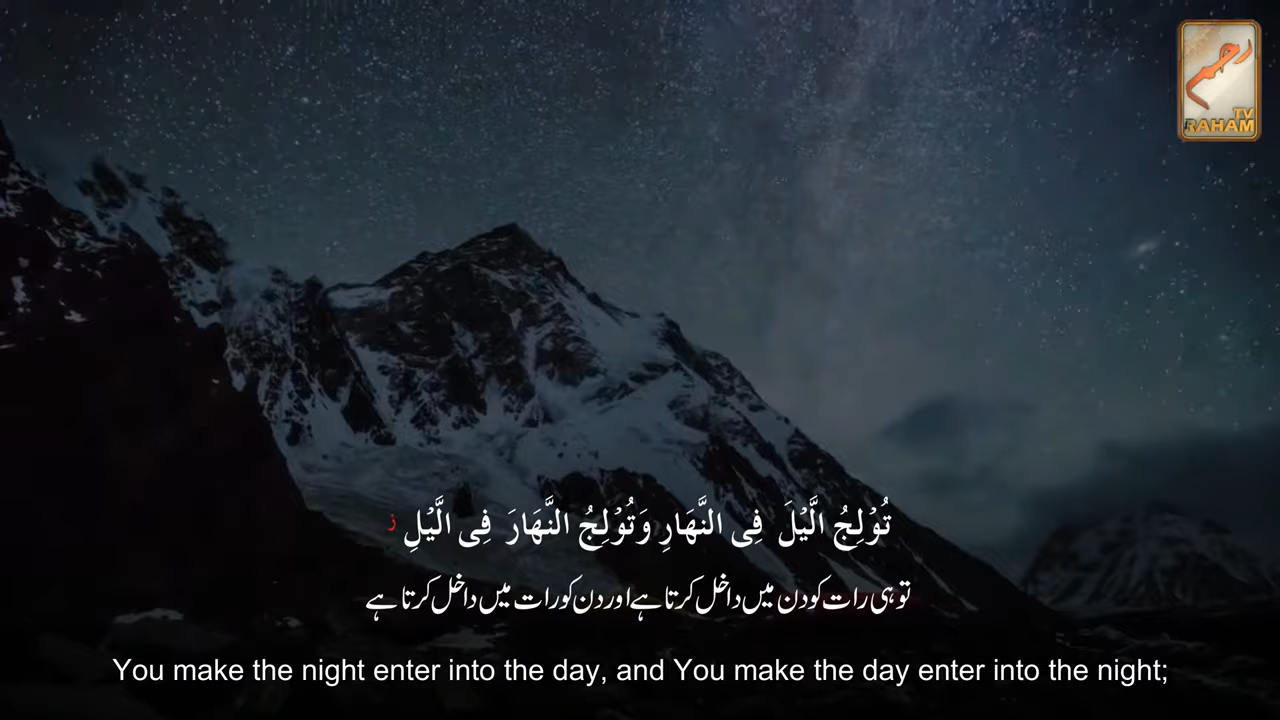 رحم
TV
RAHAM
تُوۡلِجُ الَّیۡلَ فِی النَّهَارِ وَتُوۡلِجُ النَّهَارَ فِی الَّیۡلِ ز
تو ہی رات کو دن میں داخل کرتا ہے اور دن کو رات میں داخل کرتا ہے
You make the night enter into the day, and You make the day enter into the night;